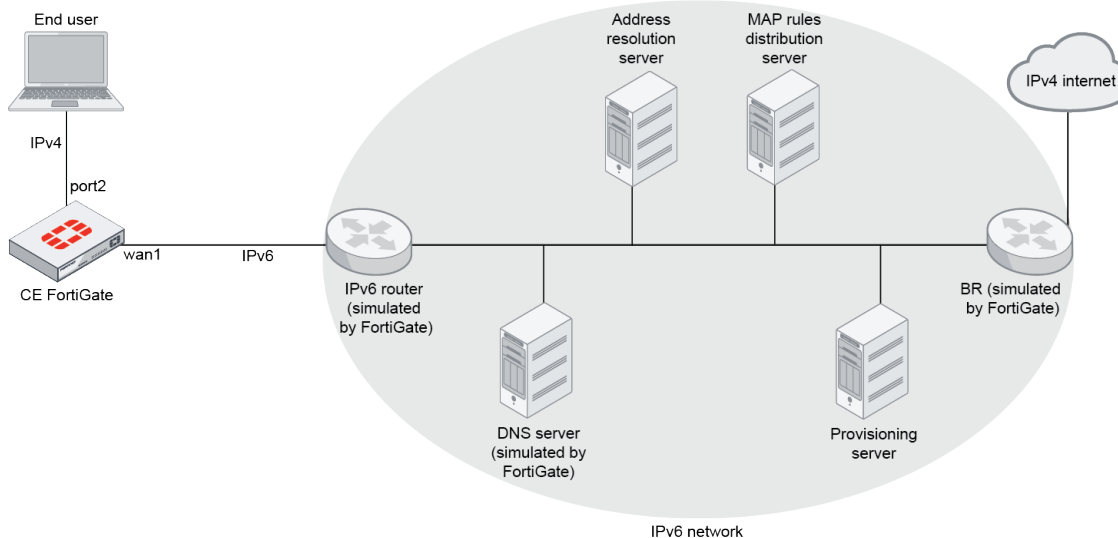 End user
IPv4
port2
wan1
CE FortiGate
IPv6
IPv6 router
(simulated
by FortiGate)
Address
resolution
server
MAP rules
distribution
server
DNS server
(simulated by
FortiGate)
Provisioning
server
BR (simulated
by FortiGate)
IPv4 internet
IPv6 network